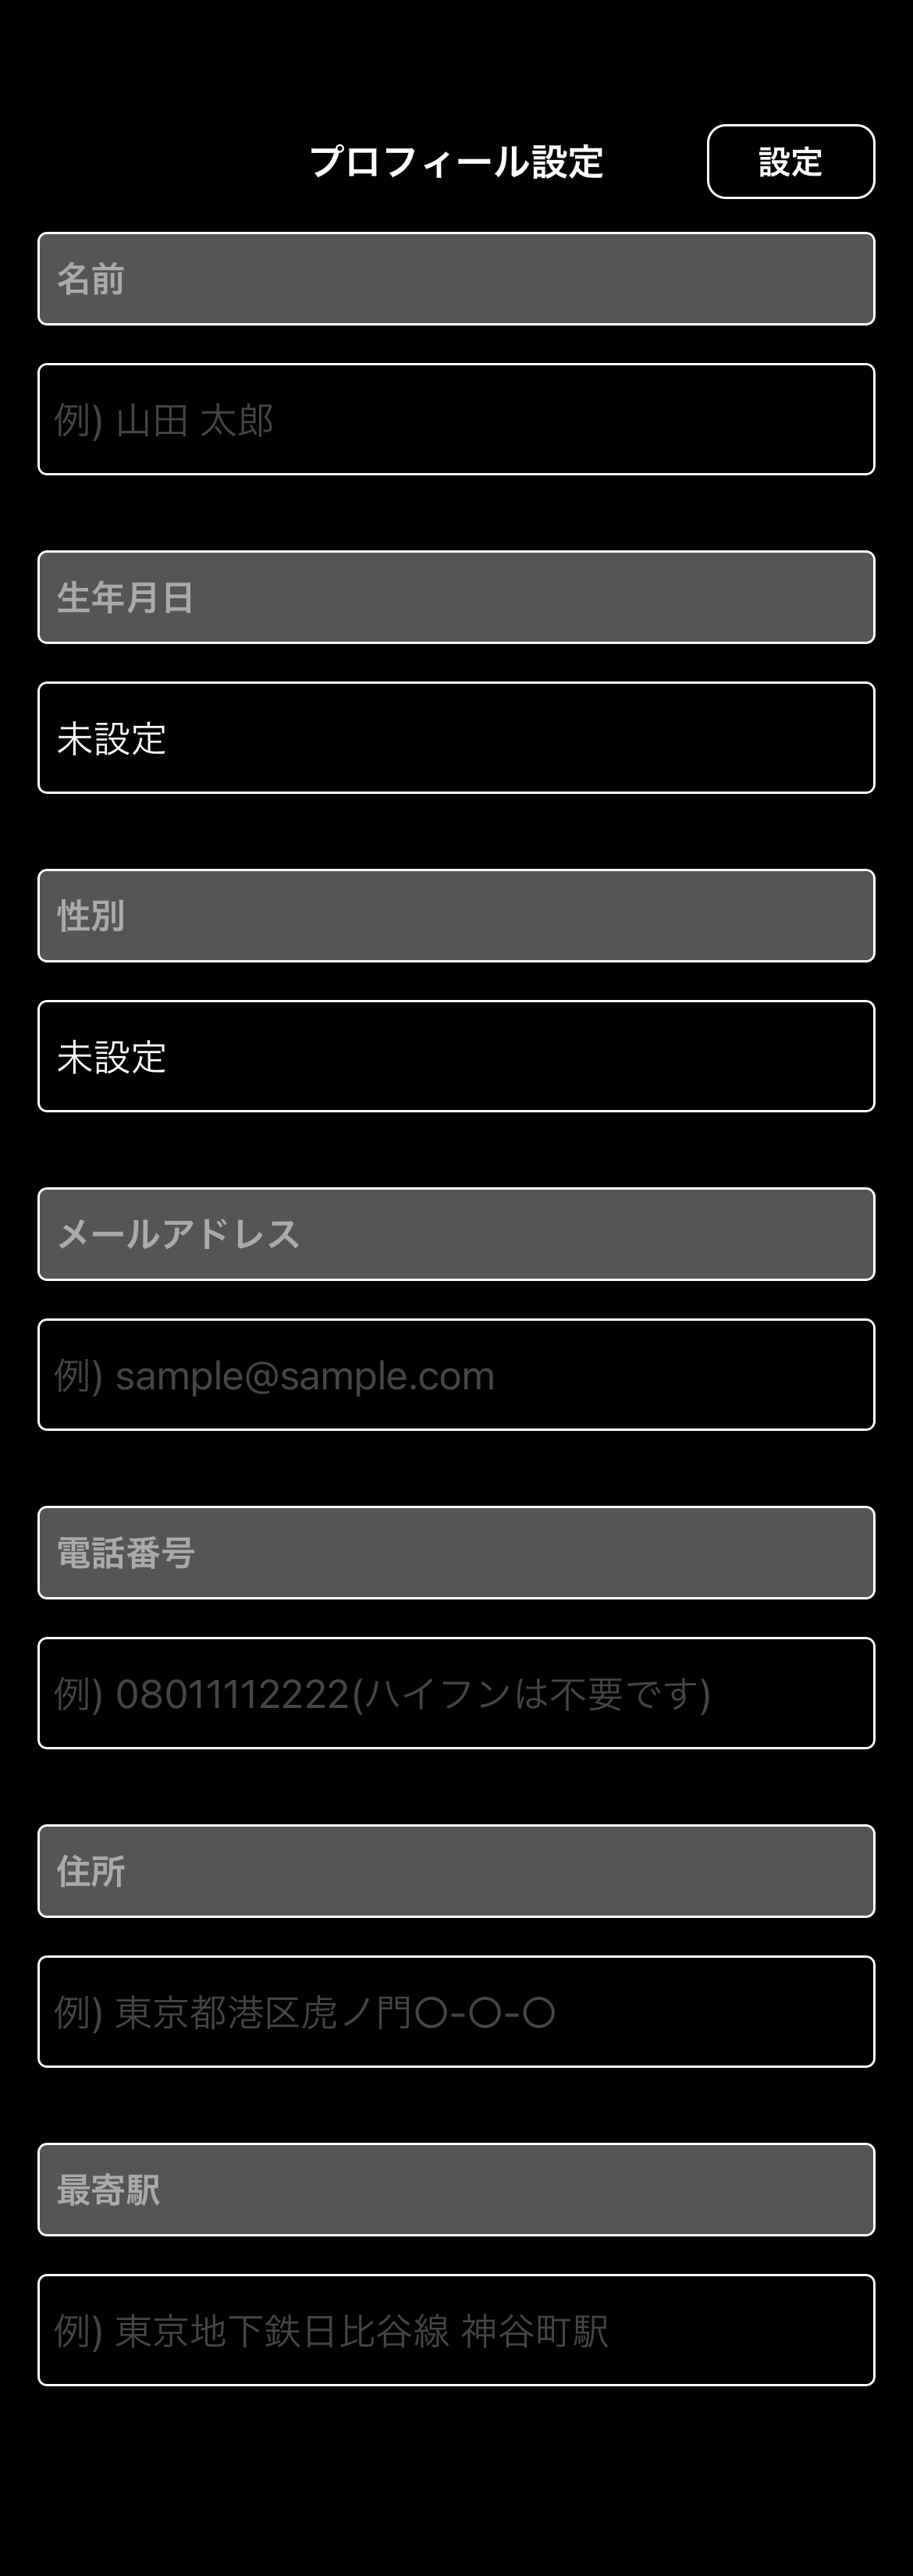 プロフィール設定
設定
名前
例) 山田 太郎
生年月日
未設定
性別
未設定
メールアドレス
例) sample@sample.com
電話番号
例) 08011112222(ハイフンは不要です)
住所
例) 東京都港区虎ノ門〇-〇-〇
最寄駅
例) 東京地下鉄日比谷線 神谷町駅